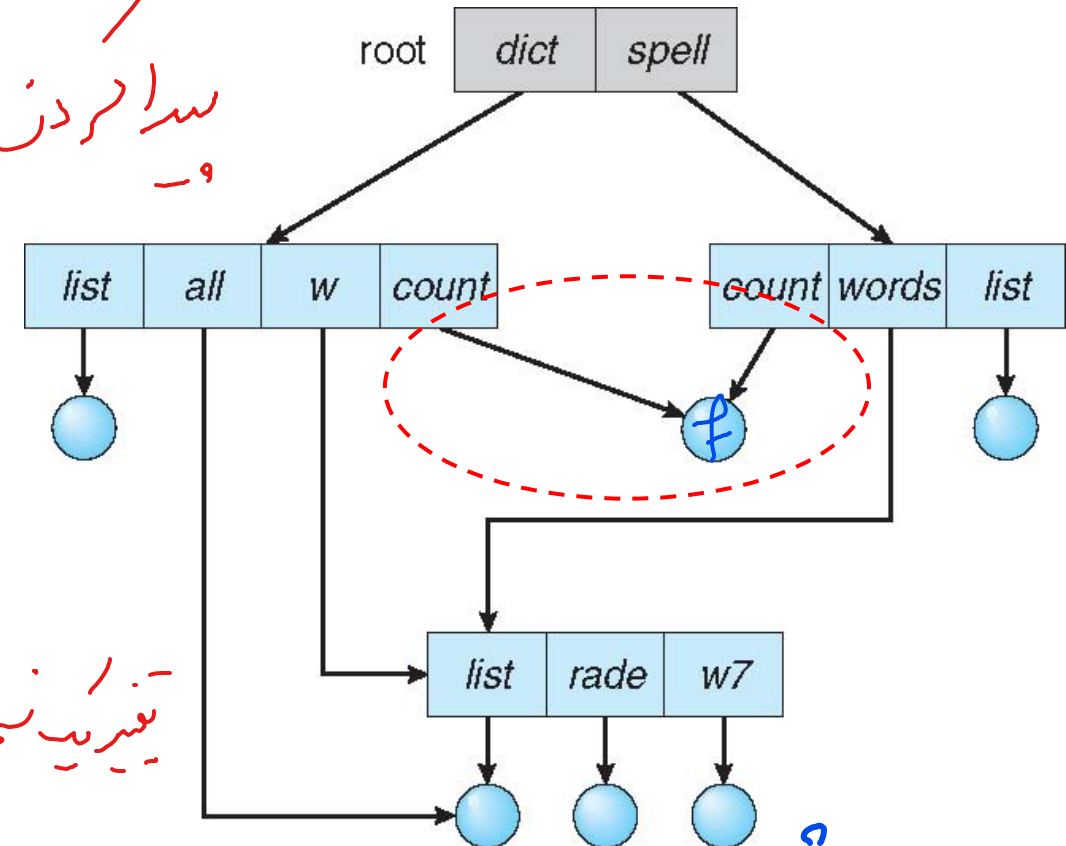 root dict spell
پیدا کردن
list all w count count words list
f
list rade w7